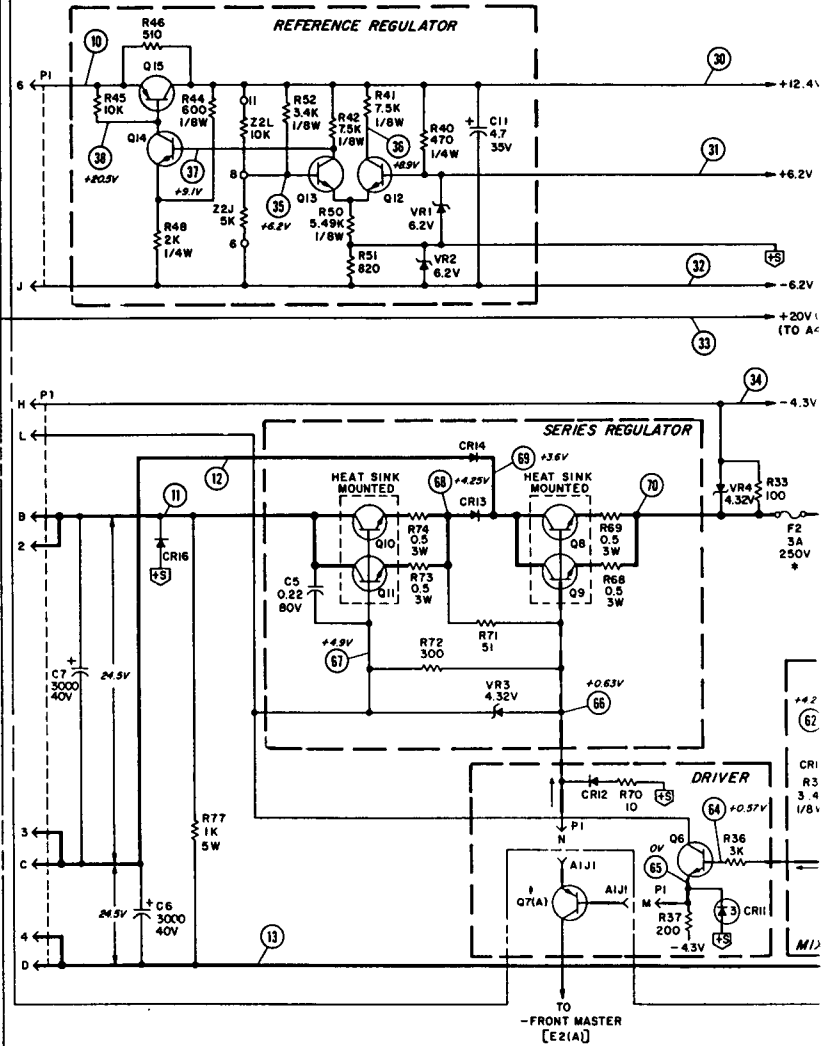 REFERENCE REGULATOR
R46
510
10
Q15
6
P1
R45
10K
R44
600
1/8W
11
Z2L
10K
R52
3.4K
1/8W
R42
7.5K
1/8W
R41
7.5K
1/8W
R40
470
1/4W
+
C11
4.7
35V
30
+12.4V
Q14
38
+20.5V
37
+9.1V
36
+8.9V
31
+6.2V
8
35
+6.2V
Q13
Q12
Z2J
5K
6
R48
2K
1/4W
R50
5.49K
1/8W
R51
820
VR1
6.2V
VR2
6.2V
+S
J
32
-6.2V
33
+20V
(TO A
H
P1
34
-4.3V
L
SERIES REGULATOR
12
CR14
69
+3.6V
HEAT SINK
MOUNTED
68
+4.25V
HEAT SINK
MOUNTED
CR13
70
VR4
4.32V
R33
100
B
2
11
CR16
+S
Q10
R74
0.5
3W
Q11
R73
0.5
3W
Q8
R69
0.5
3W
Q9
R68
0.5
3W
F2
3A
250V
*
C5
0.22
80V
R71
51
+4.9V
67
R72
300
VR3
4.32V
+0.63V
66
C7
+
3000
40V
24.5V
+4.2
62
CR1
R3
3.4
1/8
DRIVER
CR12
R70
10
+S
P1
N
Q6
64
+0.57V
R36
3K
0V
65
R77
1K
5W
3
C
A1J1
Q7(A)
A1J1
P1
M
R37
200
-4.3V
3
CR11
+S
24.5V
+
C6
3000
40V
4
D
13
MIX
TO
-FRONT MASTER
[E2(A)]